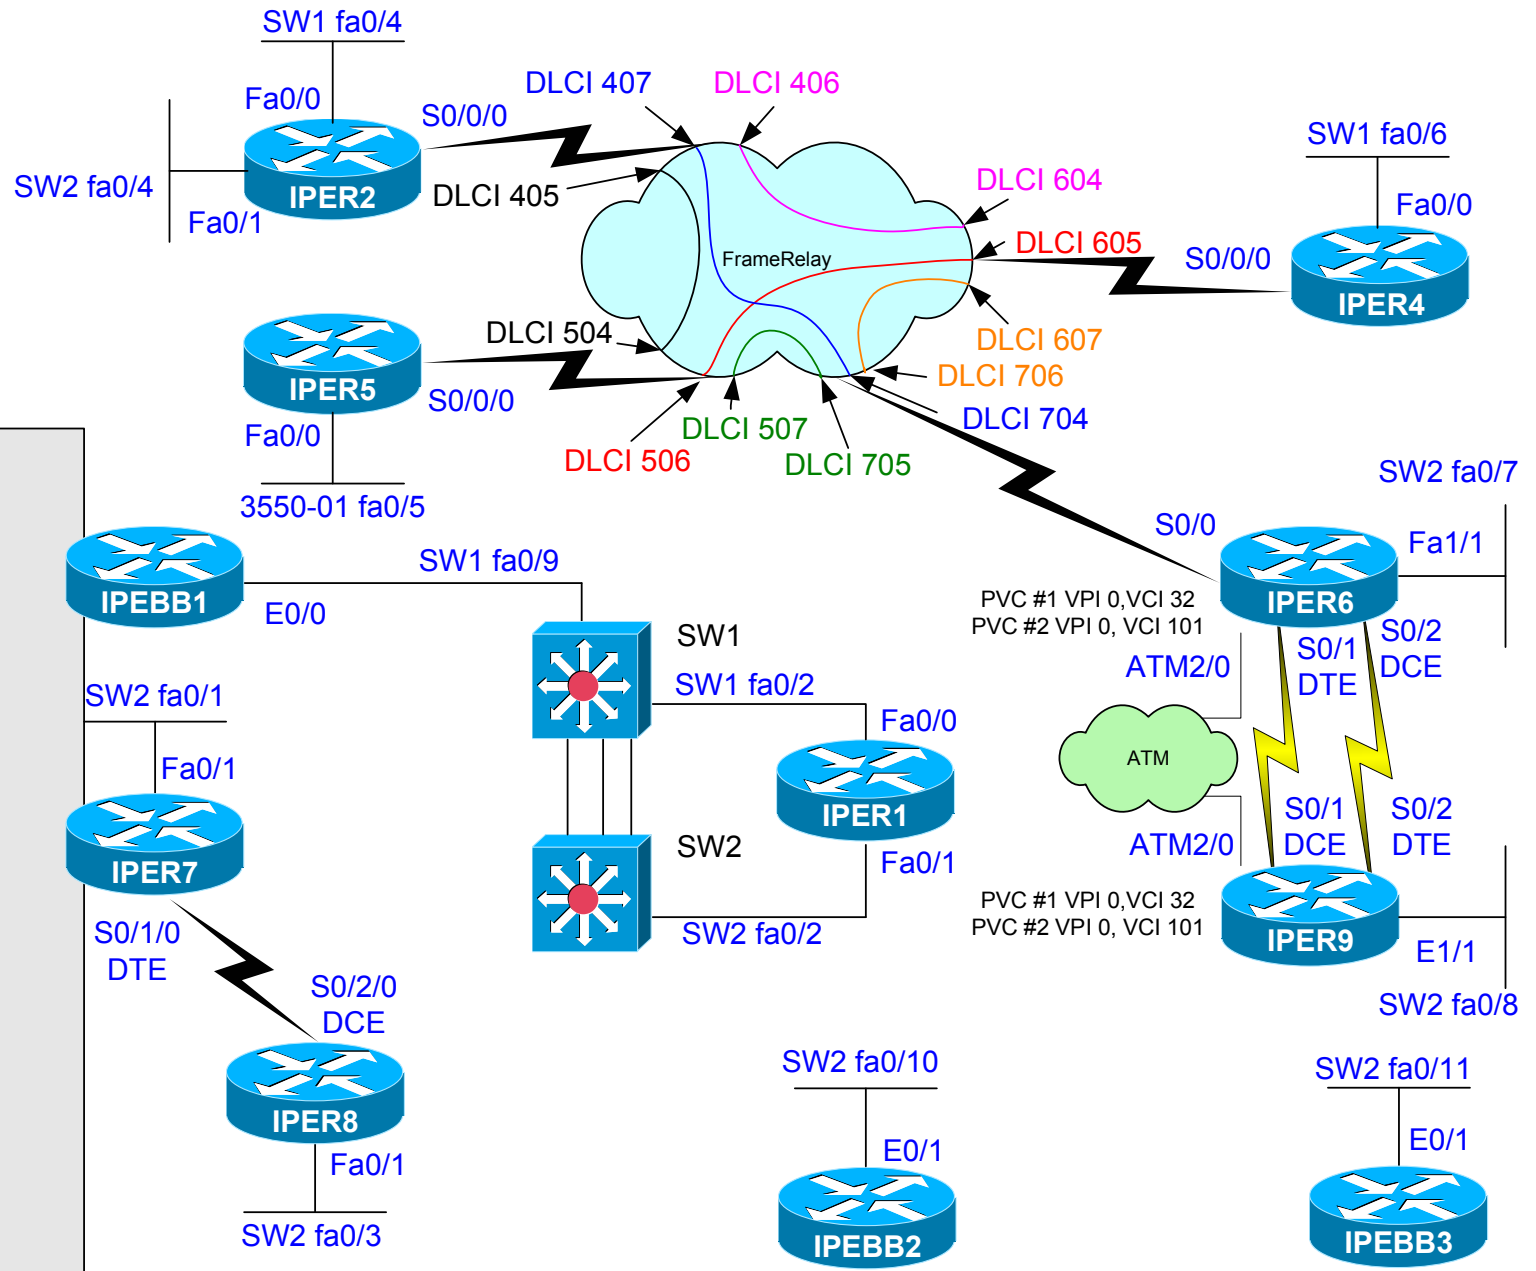 SW1 fa0/4
Fa0/0
S0/0/0
SW2 fa0/4
IPER2
Fa0/1
DLCI 407
DLCI 406
DLCI 405
DLCI 604
FrameRelay
DLCI 605
S0/0/0
SW1 fa0/6
Fa0/0
IPER4
DLCI 504
DLCI 607
DLCI 706
DLCI 704
DLCI 507
DLCI 506
DLCI 705
IPER5
S0/0/0
Fa0/0
3550-01 fa0/5
IPEBB1
E0/0
SW1 fa0/9
SW1
SW1 fa0/2
Fa0/0
IPER1
Fa0/1
SW2
SW2 fa0/2
SW2 fa0/7
S0/0
Fa1/1
IPER6
PVC #1 VPI 0,VCI 32
PVC #2 VPI 0, VCI 101
ATM2/0
S0/1
DTE
S0/2
DCE
ATM
ATM2/0
S0/1
DCE
S0/2
DTE
PVC #1 VPI 0,VCI 32
PVC #2 VPI 0, VCI 101
IPER9
E1/1
SW2 fa0/8
SW2 fa0/1
Fa0/1
IPER7
S0/1/0
DTE
S0/2/0
DCE
IPER8
Fa0/1
SW2 fa0/3
SW2 fa0/10
E0/1
IPEBB2
SW2 fa0/11
E0/1
IPEBB3